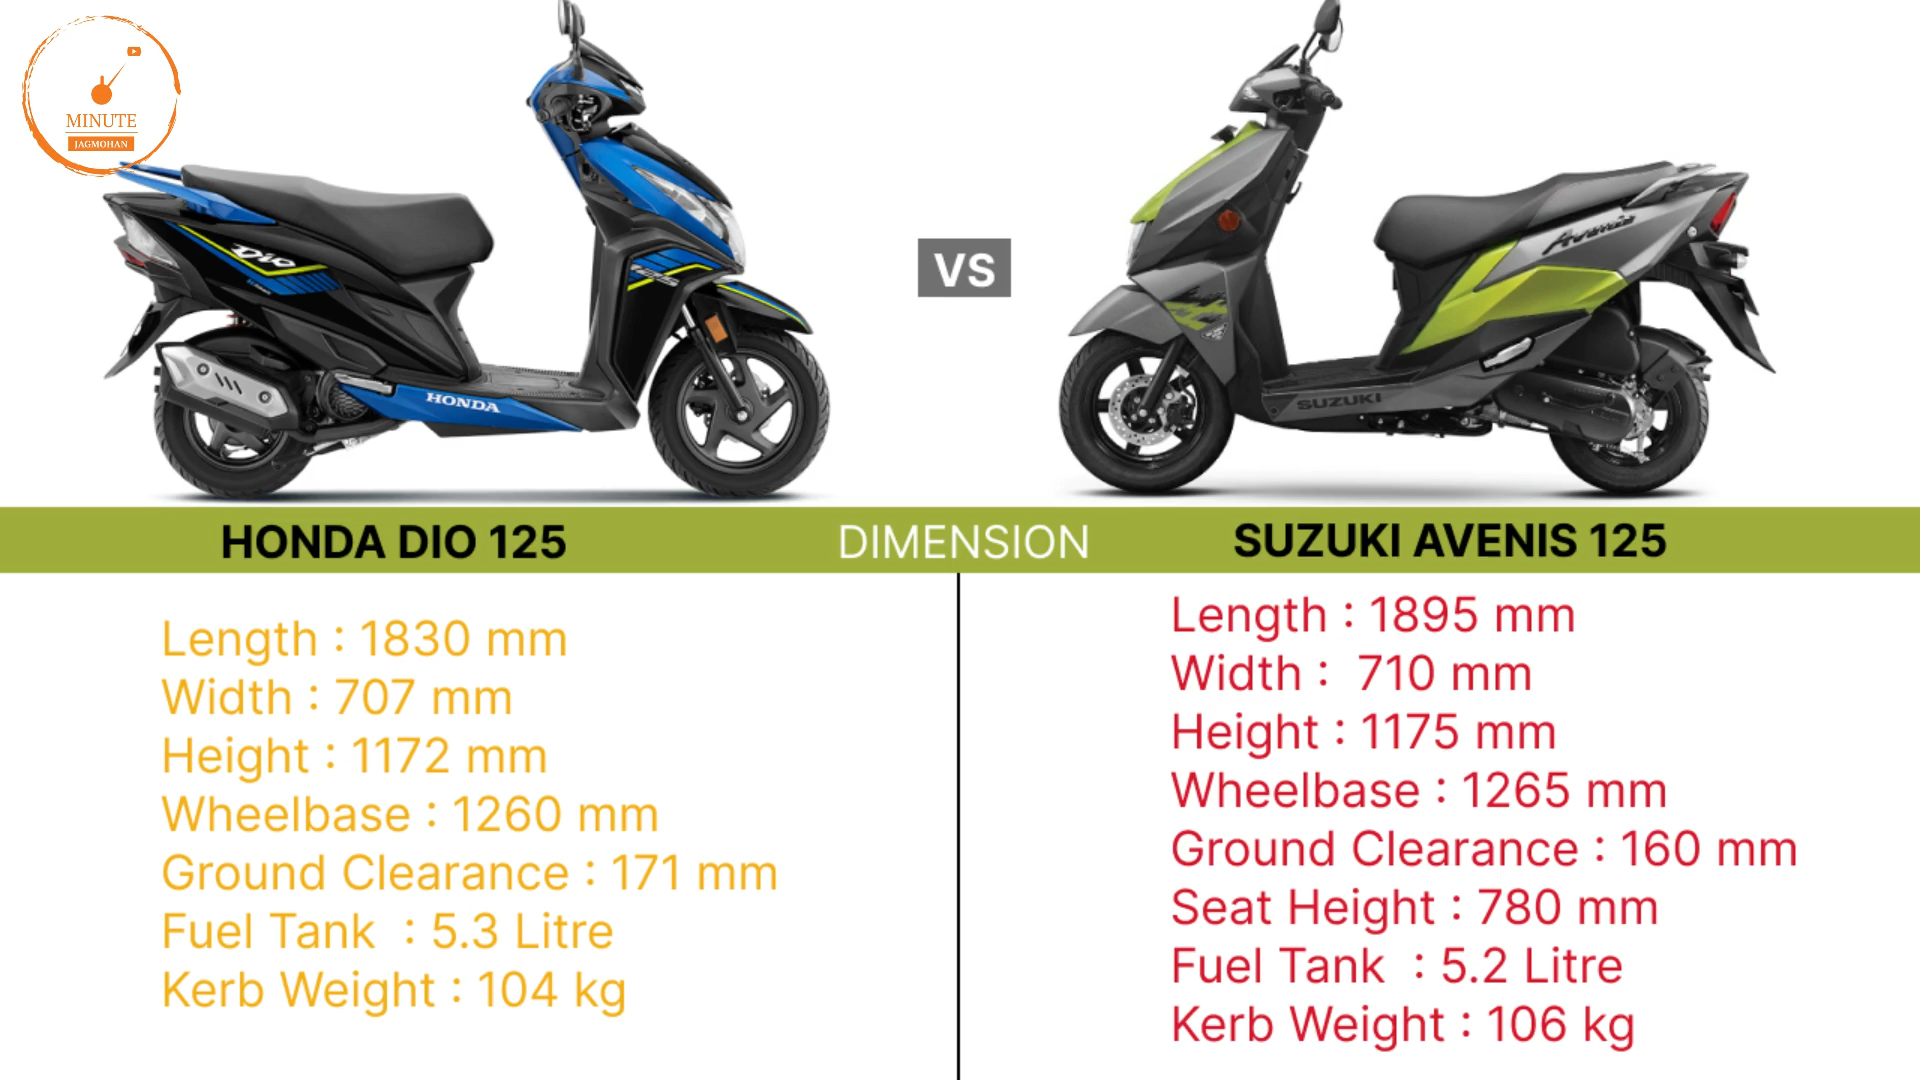 MINUTE
JAGMOHAN
Dio
125
HONDA
VS
Avenis
SUZUKI
HONDA DIO 125
DIMENSION
SUZUKI AVENIS 125
Length : 1830 mm
Width : 707 mm
Height : 1172 mm
Wheelbase : 1260 mm
Ground Clearance : 171 mm
Fuel Tank : 5.3 Litre
Kerb Weight : 104 kg
Length : 1895 mm
Width : 710 mm
Height : 1175 mm
Wheelbase : 1265 mm
Ground Clearance : 160 mm
Seat Height : 780 mm
Fuel Tank : 5.2 Litre
Kerb Weight : 106 kg